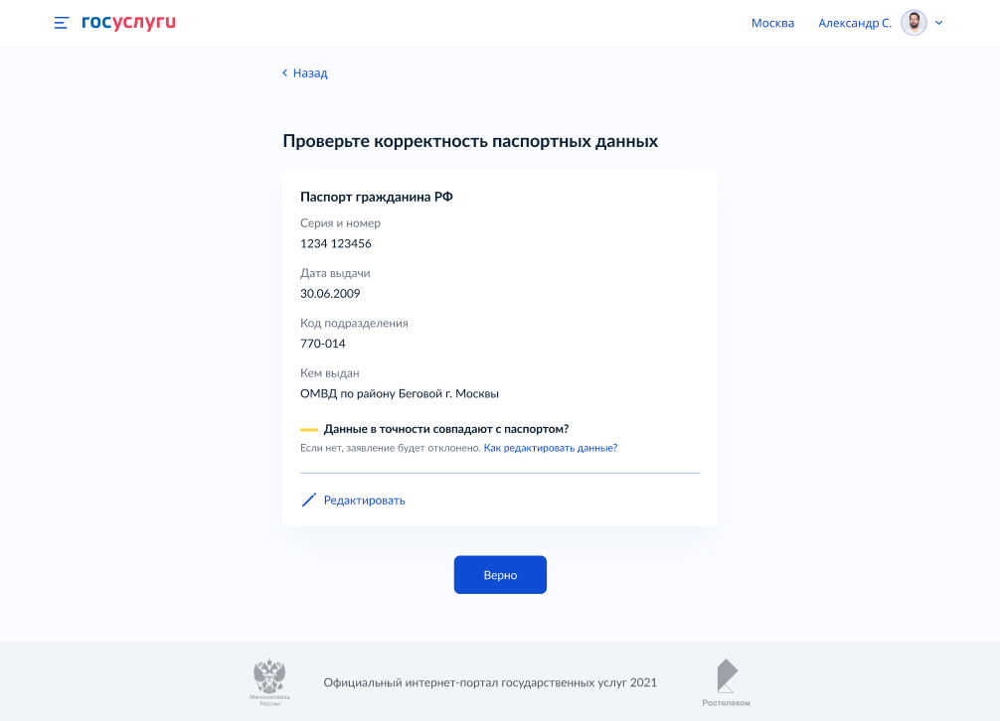 госуслуги
Москва
Александр С.
Назад
Проверьте корректность паспортных данных
Паспорт гражданина РФ
Серия и номер
1234 123456
Дата выдачи
30.06.2009
Код подразделения
770-014
Кем выдан
ОМВД по району Беговой г. Москвы
Данные в точности совпадают с паспортом?
Если нет, заявление будет отклонено. Как редактировать данные?
Редактировать
Верно
Минкомсвязь
России
Официальный интернет-портал государственных услуг 2021
Ростелеком